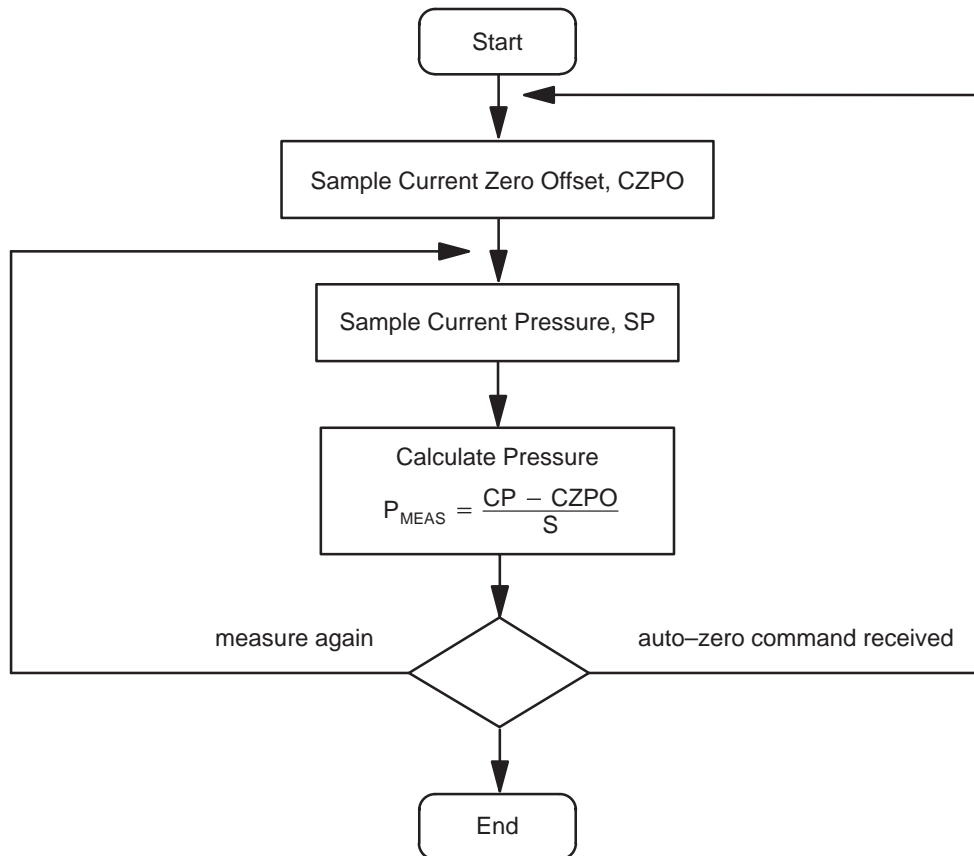 Start
Sample Current Zero Offset, CZPO
Sample Current Pressure, SP
Calculate Pressure
P_MEAS = (CP − CZPO) / S
measure again
auto–zero command received
End